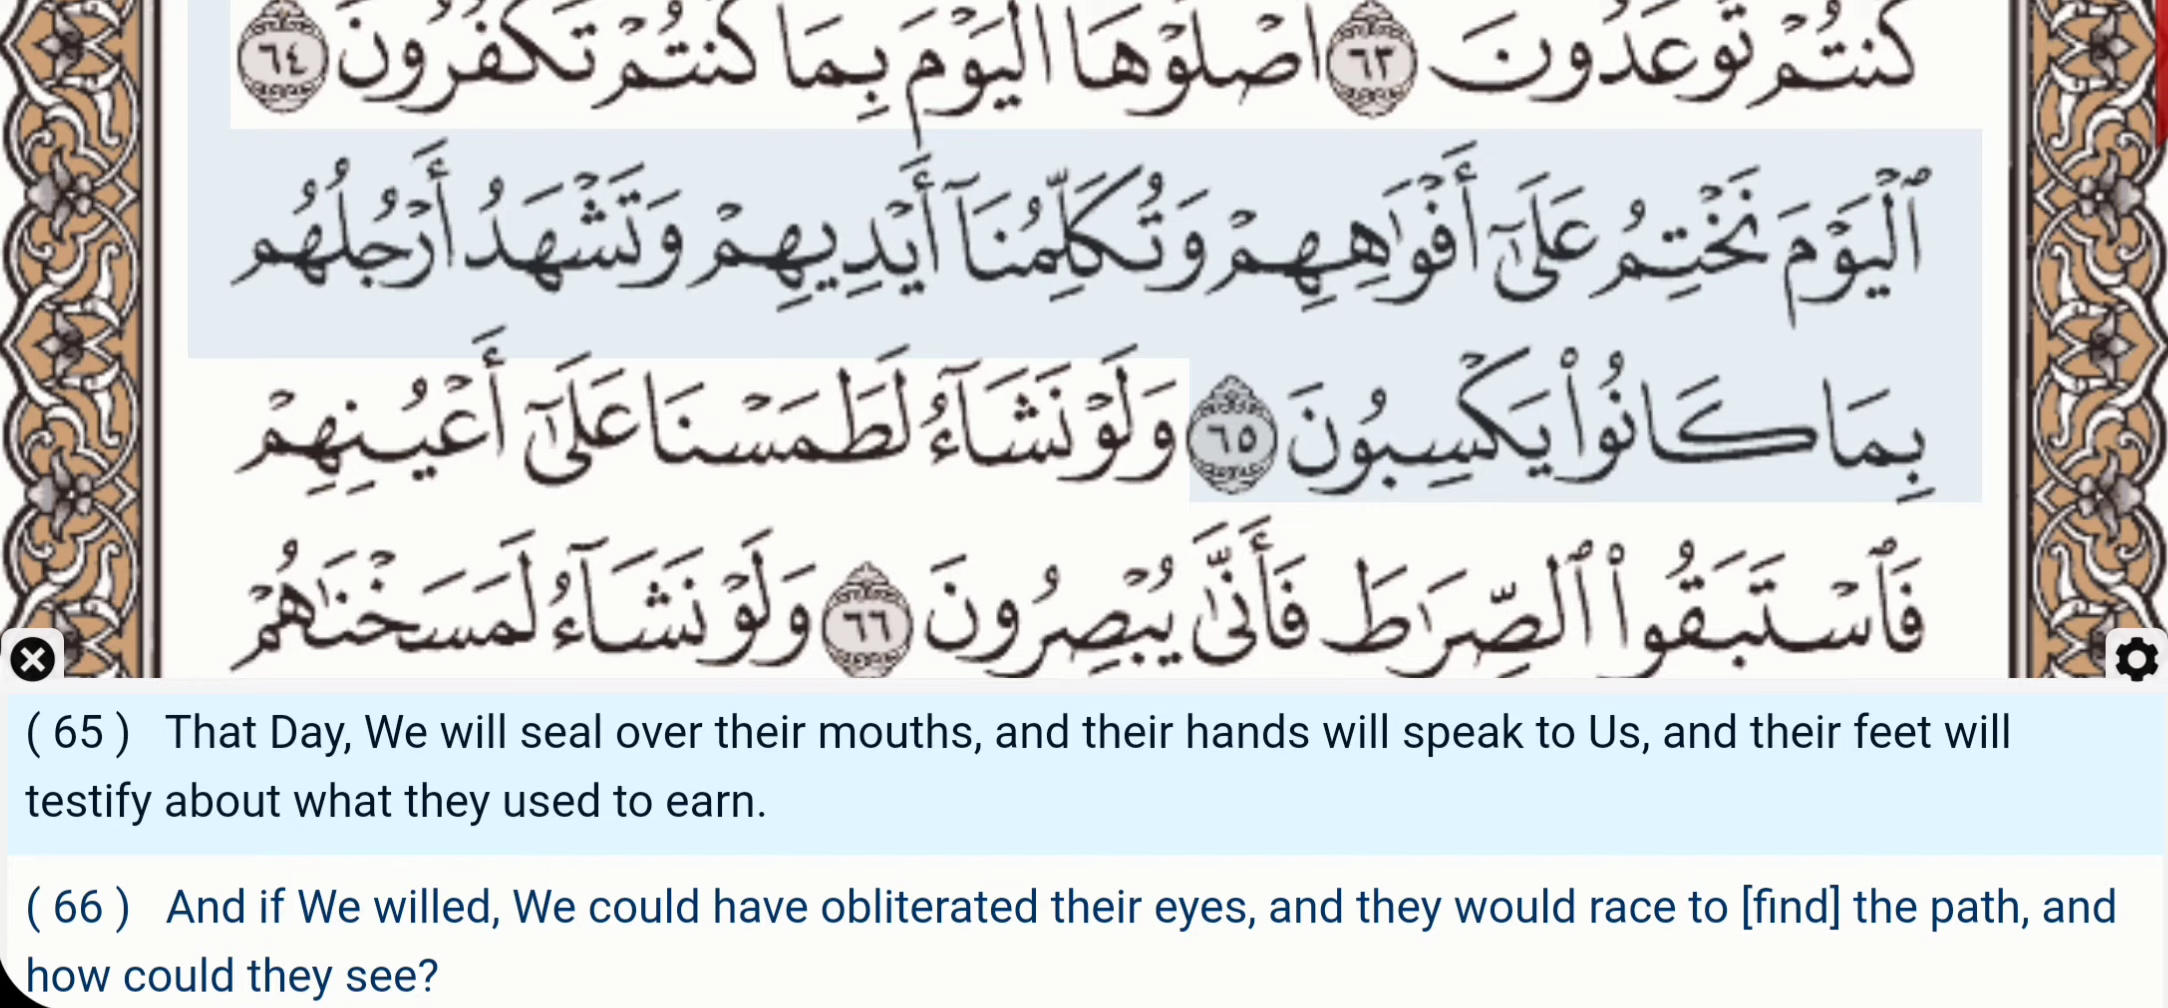 كُنتُمْ تُوعَدُونَ ٦٣ اصْلَوْهَا الْيَوْمَ بِمَا كُنتُمْ تَكْفُرُونَ ٦٤
ٱلْيَوْمَ نَخْتِمُ عَلَىٰٓ أَفْوَٰهِهِمْ وَتُكَلِّمُنَآ أَيْدِيهِمْ وَتَشْهَدُ أَرْجُلُهُم
بِمَا كَانُوا۟ يَكْسِبُونَ ٦٥ وَلَوْ نَشَآءُ لَطَمَسْنَا عَلَىٰٓ أَعْيُنِهِمْ
فَٱسْتَبَقُوا۟ ٱلصِّرَٰطَ فَأَنَّىٰ يُبْصِرُونَ ٦٦ وَلَوْ نَشَآءُ لَمَسَخْنَٰهُمْ
( 65 ) That Day, We will seal over their mouths, and their hands will speak to Us, and their feet will
testify about what they used to earn.
( 66 ) And if We willed, We could have obliterated their eyes, and they would race to [find] the path, and
how could they see?